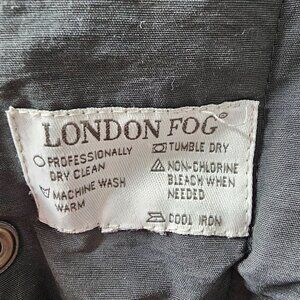 LONDON FOG®
PROFESSIONALLY
DRY CLEAN
MACHINE WASH
WARM
TUMBLE DRY
NON-CHLORINE
BLEACH WHEN
NEEDED
COOL IRON